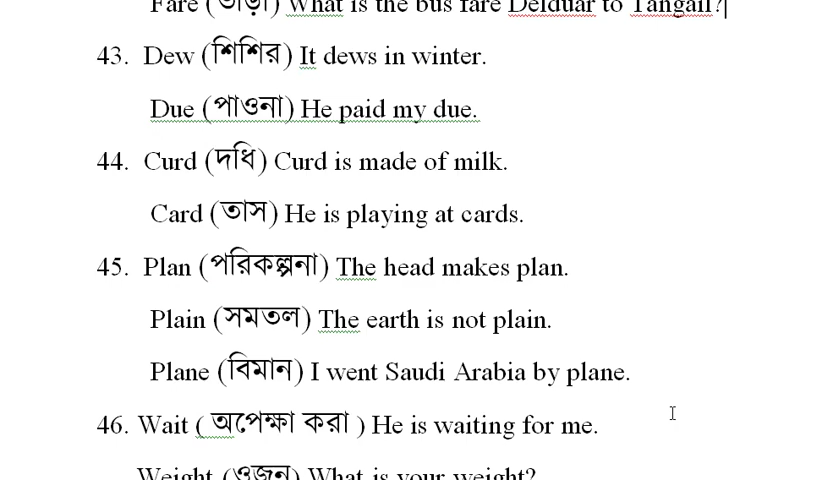 Fare (ভাড়া) What is the bus fare Delduar to Tangail?
43. Dew (শিশির) It dews in winter.
Due (পাওনা) He paid my due.
44. Curd (দধি) Curd is made of milk.
Card (তাস) He is playing at cards.
45. Plan (পরিকল্পনা) The head makes plan.
Plain (সমতল) The earth is not plain.
Plane (বিমান) I went Saudi Arabia by plane.
46. Wait ( অপেক্ষা করা ) He is waiting for me.
Weight (ওজন) What is your weight?